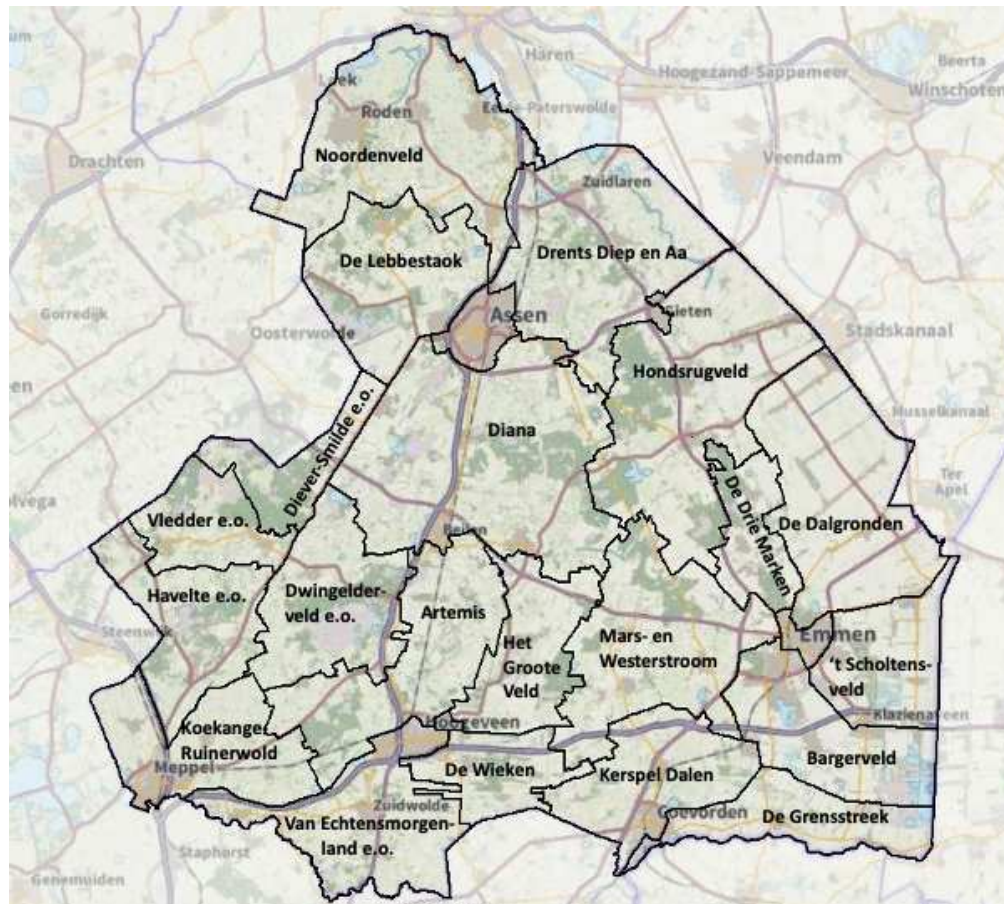 Haren
Beerta
Hoogezand-Sappemeer
Winschoten
Leek
Roden
Eelde-Paterswolde
Drachten
Noordenveld
Veendam
Zuidlaren
De Lebbestaok
Drents Diep en Aa
Gorredijk
Oosterwolde
Assen
Gieten
Stadskanaal
Hondsrugveld
Diever-Smilde e.o.
Diana
Musselkanaal
Ter
Apel
Vledder e.o.
Beilen
De Drie Marken
De Dalgronden
Havelte e.o.
Dwingelder-
veld e.o.
Artemis
Steenwijk
Het
Groote
Veld
Mars- en
Westerstroom
Emmen
't Scholtens-
veld
Koekange
Ruinerwold
Hoogeveen
Klazienaveen
Meppel
De Wieken
Kerspel Dalen
Bargerveld
Zuidwolde
Coevorden
De Grensstreek
Van Echtensmorgen-
land e.o.
Staphorst
Genemuiden